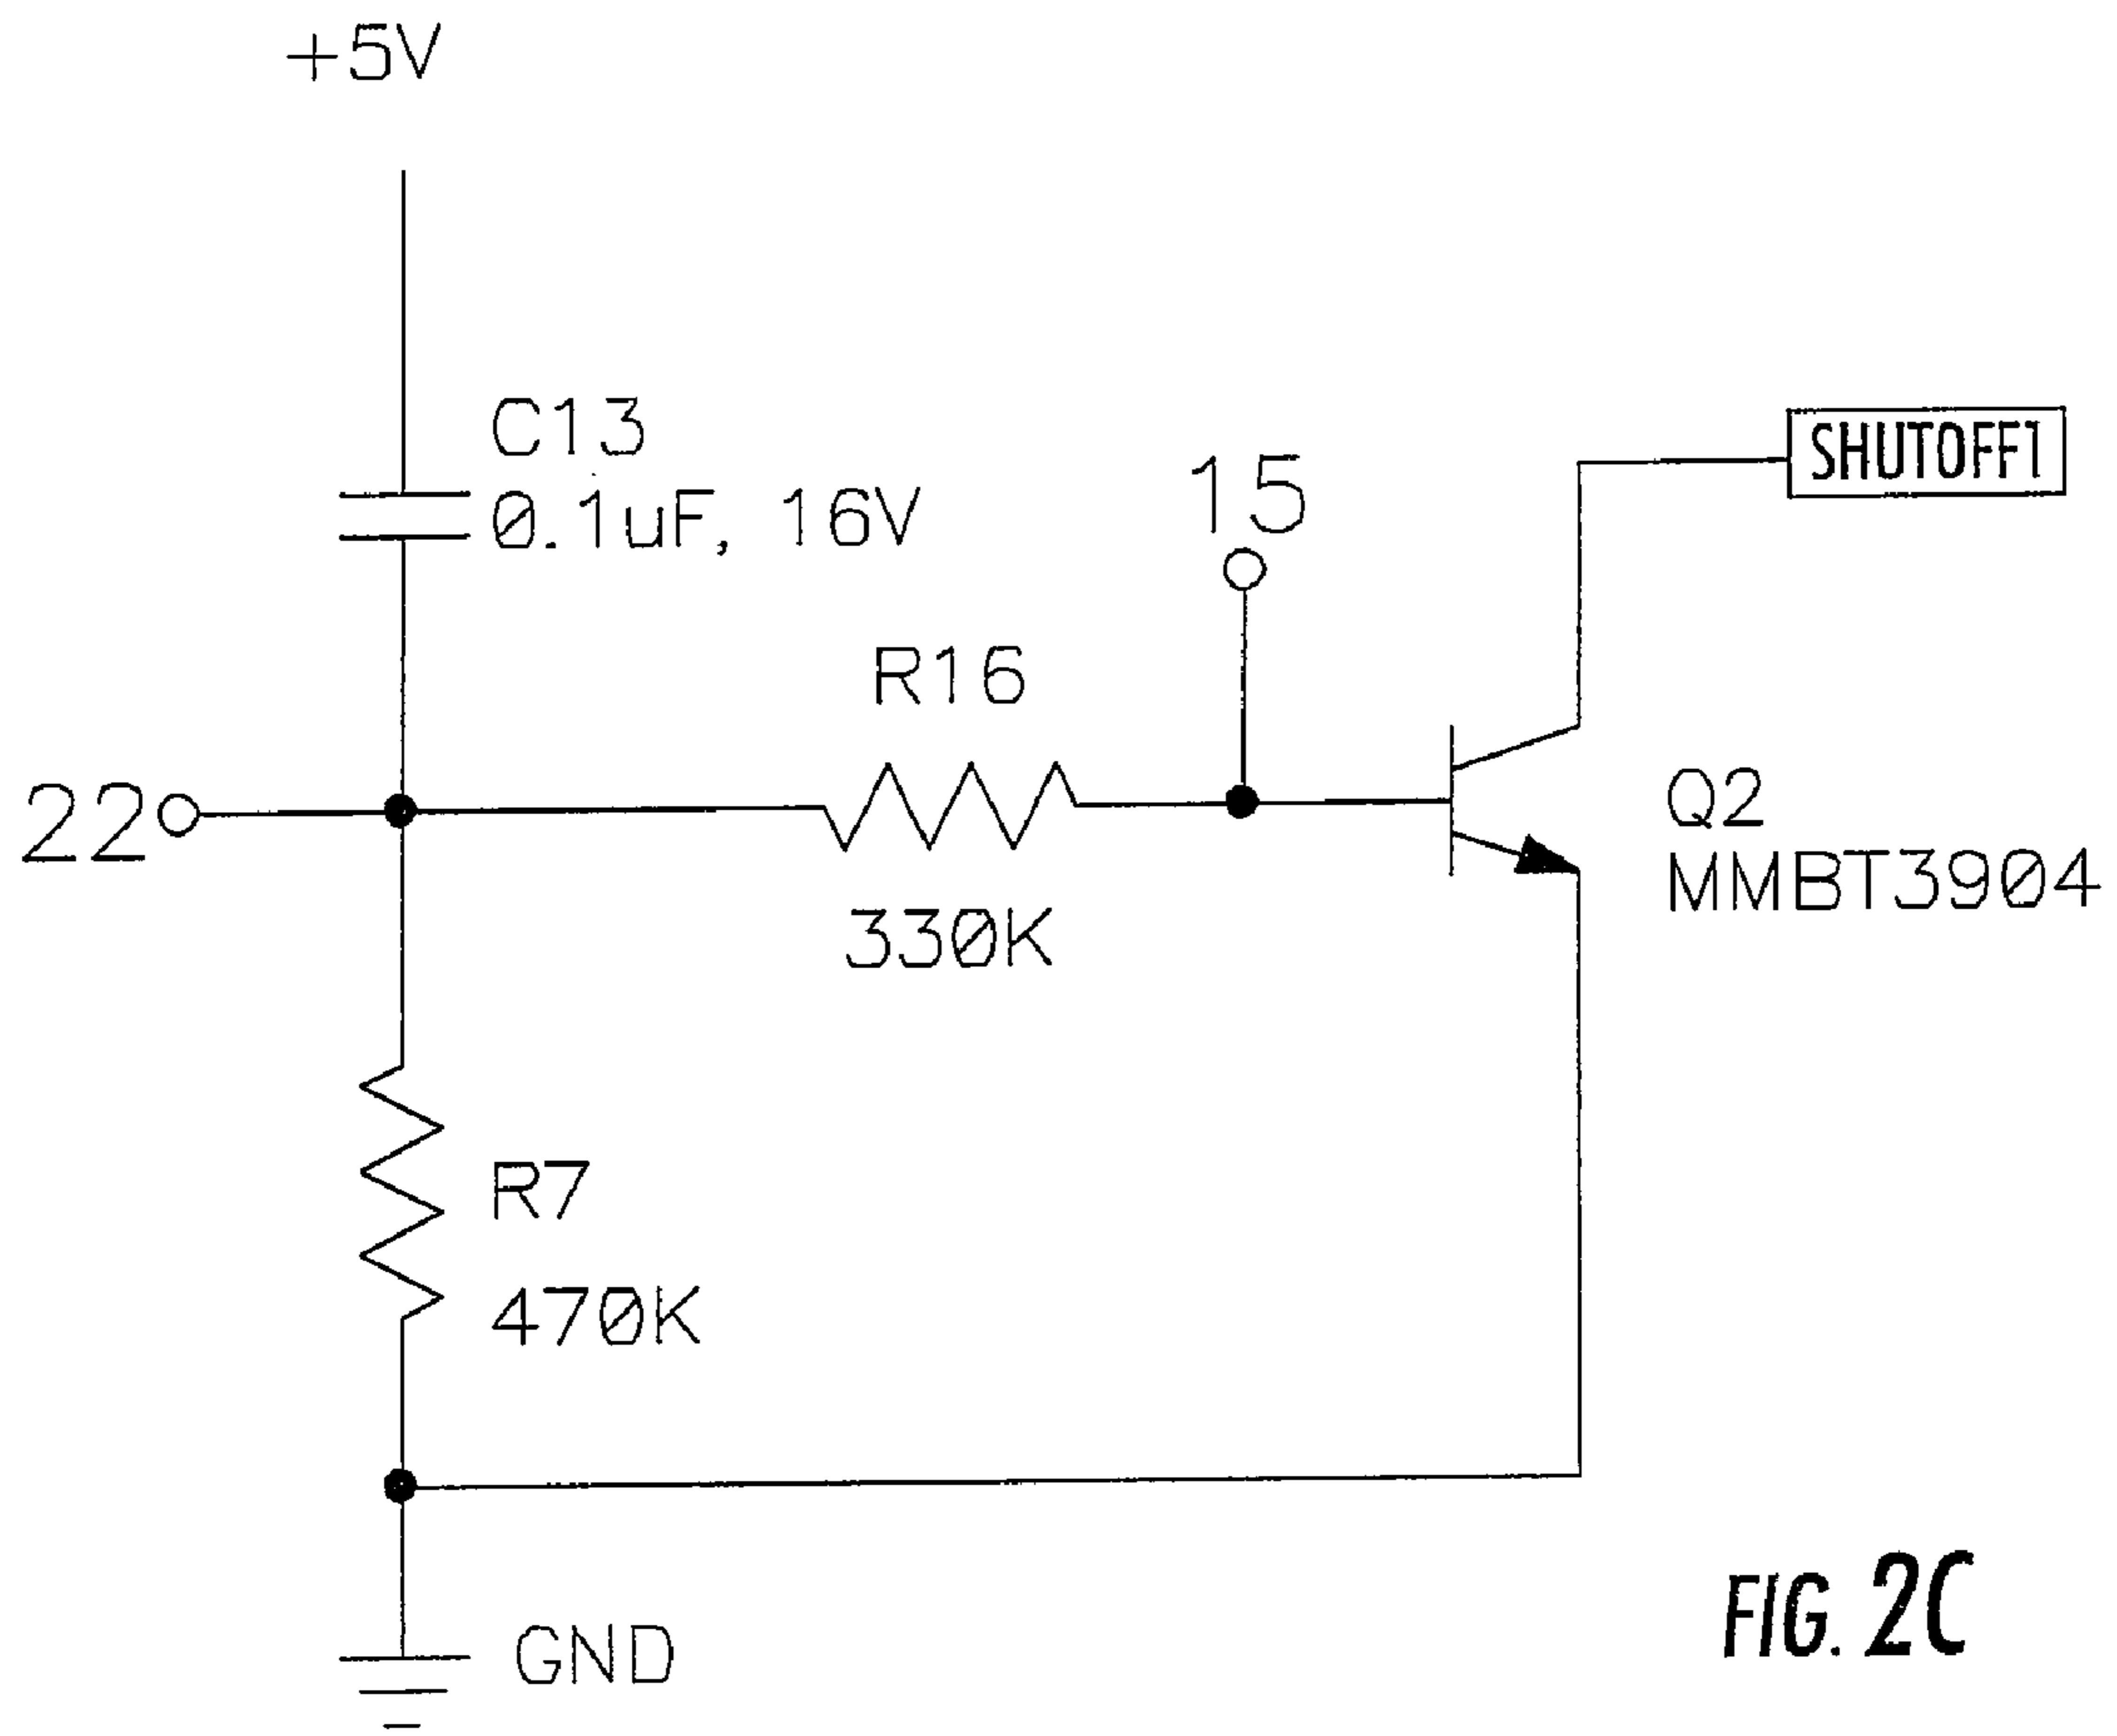 +5V
C13
0.1uF, 16V
15
SHUTOFF1
R16
22
330K
Q2
MMBT3904
R7
470K
GND
FIG. 2C